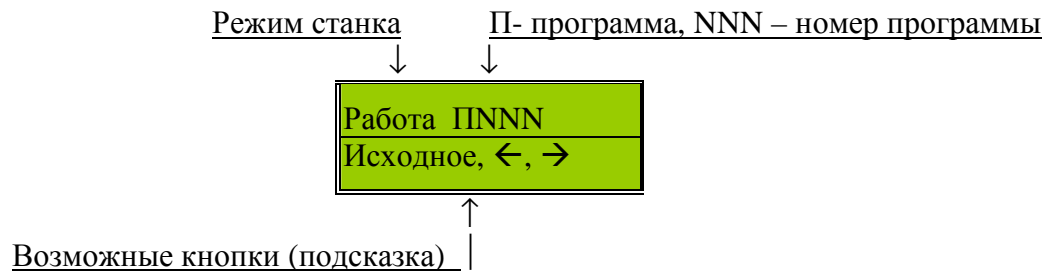 Режим станка П- программа, NNN – номер программы
↓ ↓
Работа ПNNN
Исходное, ←, →
↑
Возможные кнопки (подсказка)